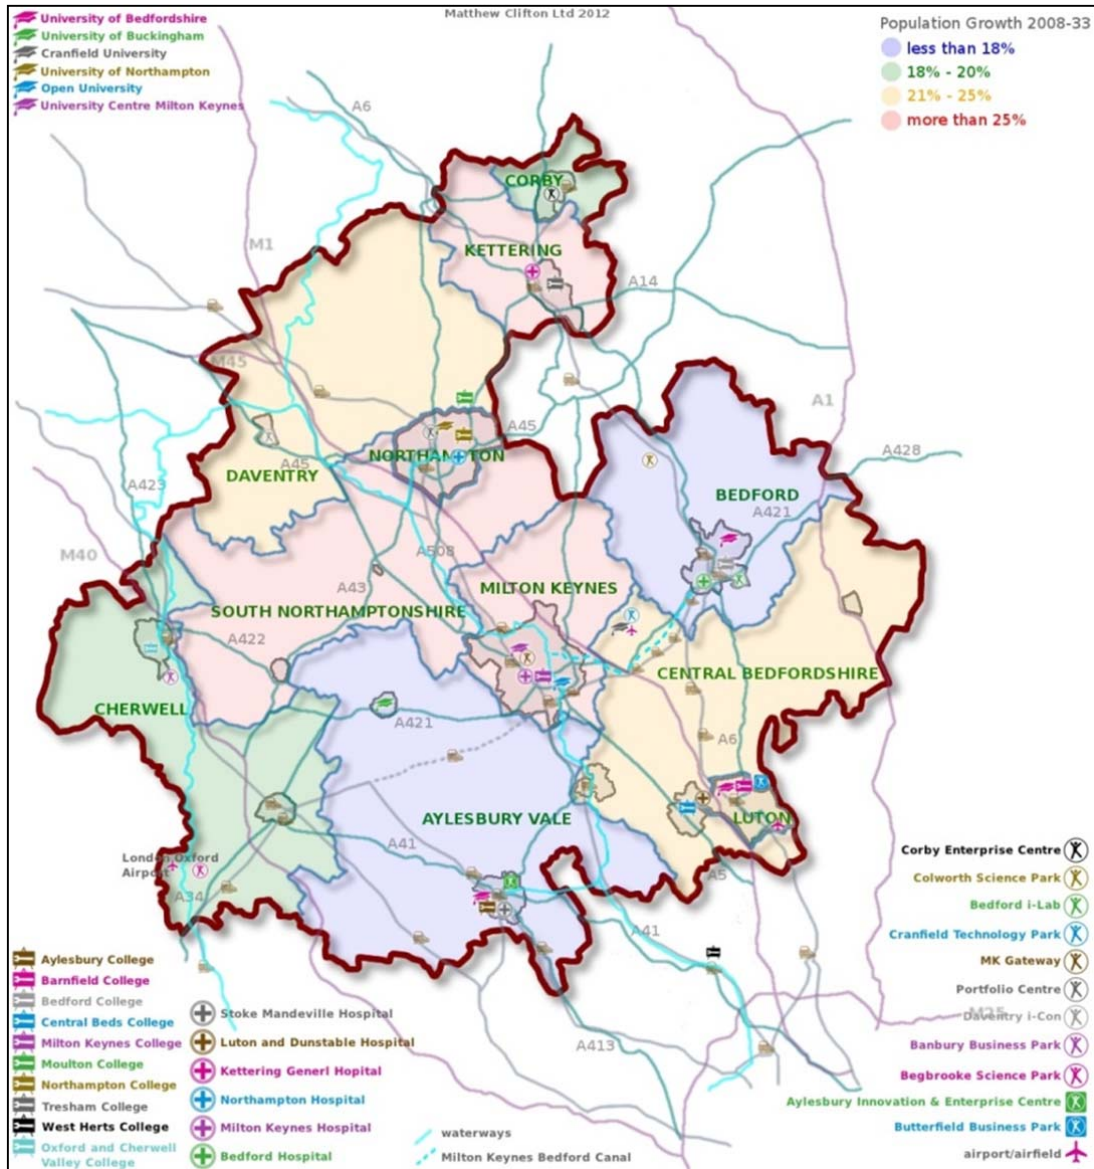 Matthew Clifton Ltd 2012
University of Bedfordshire
University of Buckingham
Cranfield University
University of Northampton
Open University
University Centre Milton Keynes
Population Growth 2008-33
less than 18%
18% - 20%
21% - 25%
more than 25%
A6
M1
CORBY
KETTERING
A14
M45
A1
A45
NORTHAMPTON
A428
DAVENTRY
A45
A423
BEDFORD
A421
M40
A508
A43
MILTON KEYNES
SOUTH NORTHAMPTONSHIRE
A422
CENTRAL BEDFORDSHIRE
CHERWELL
A421
A6
AYLESBURY VALE
LUTON
A41
London Oxford
Airport
A34
A5
A41
M25
A413
Aylesbury College
Barnfield College
Bedford College
Central Beds College
Milton Keynes College
Moulton College
Northampton College
Tresham College
West Herts College
Oxford and Cherwell
Valley College
Stoke Mandeville Hospital
Luton and Dunstable Hospital
Kettering Generl Hopital
Northampton Hospital
Milton Keynes Hospital
Bedford Hospital
waterways
Milton Keynes Bedford Canal
Corby Enterprise Centre
Colworth Science Park
Bedford i-Lab
Cranfield Technology Park
MK Gateway
Portfolio Centre
Daventry i-Con
Banbury Business Park
Begbrooke Science Park
Aylesbury Innovation & Enterprise Centre
Butterfield Business Park
airport/airfield